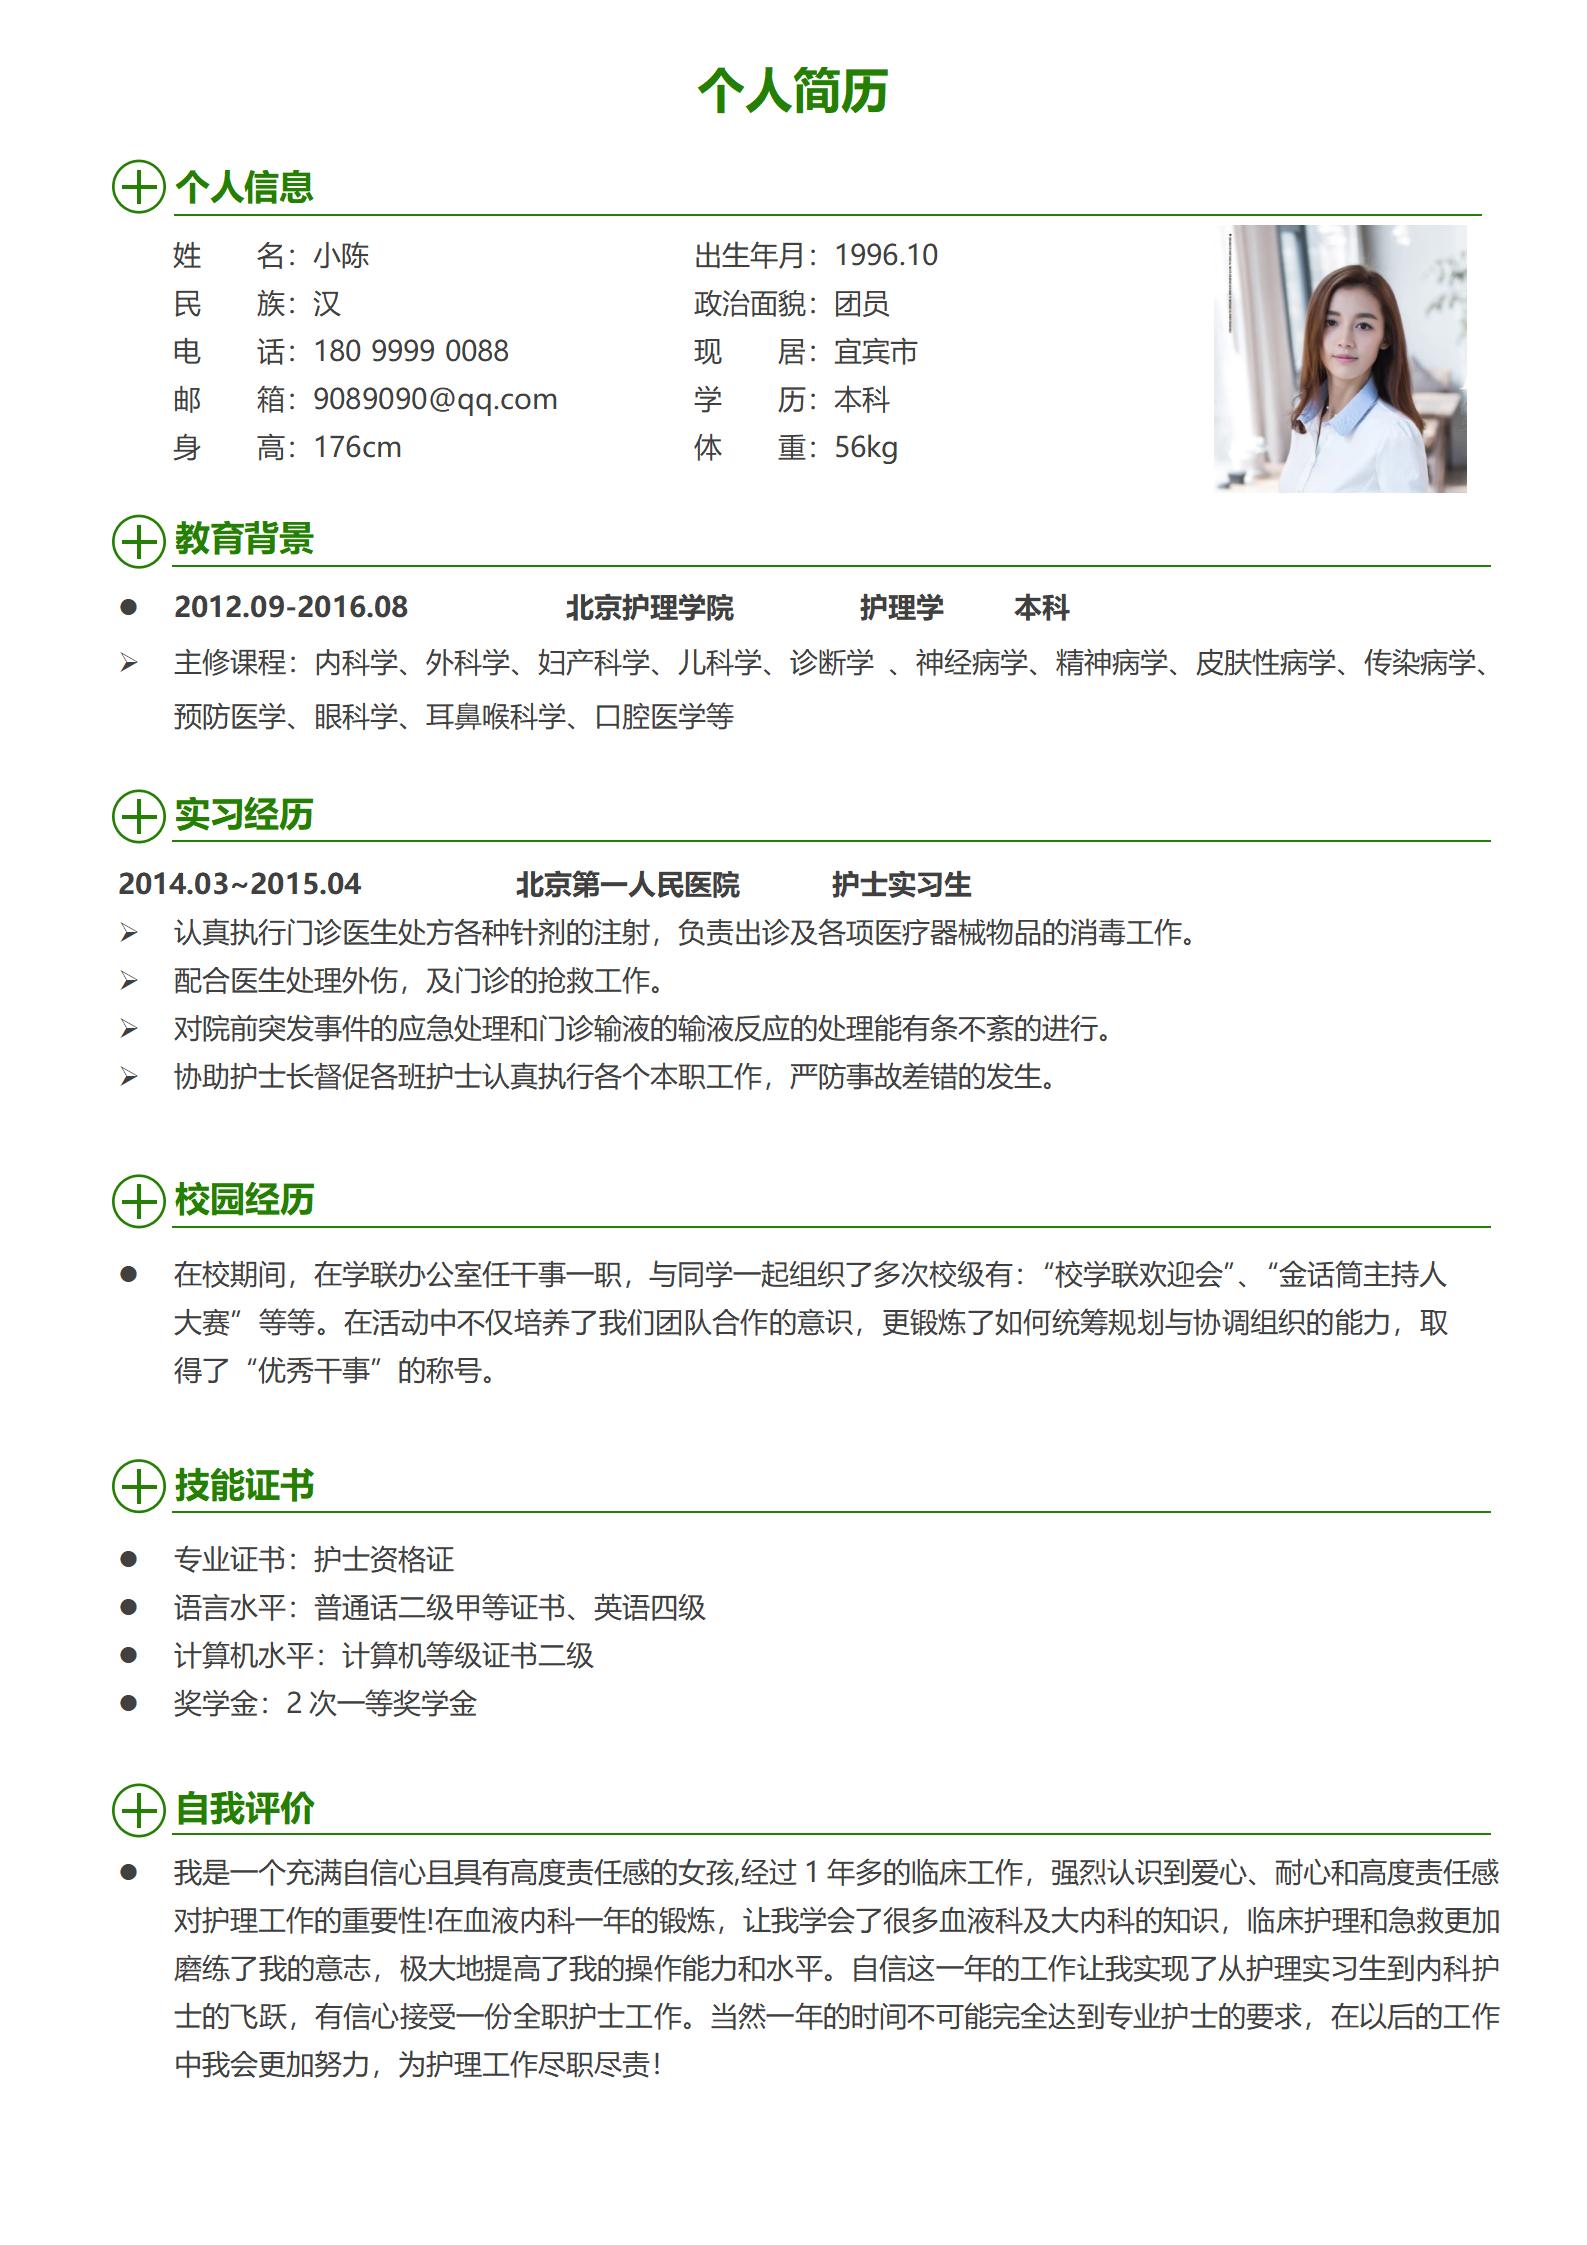 个人简历
个人信息
姓　　名：小陈　出生年月：1996.10
民　　族：汉　政治面貌：团员
电　　话：180 9999 0088　现　　居：宜宾市
邮　　箱：9089090@qq.com　学　　历：本科
身　　高：176cm　体　　重：56kg
教育背景
2012.09-2016.08　北京护理学院　护理学　本科
主修课程：内科学、外科学、妇产科学、儿科学、诊断学 、神经病学、精神病学、皮肤性病学、传染病学、
预防医学、眼科学、耳鼻喉科学、口腔医学等
实习经历
2014.03~2015.04　北京第一人民医院　护士实习生
认真执行门诊医生处方各种针剂的注射，负责出诊及各项医疗器械物品的消毒工作。
配合医生处理外伤，及门诊的抢救工作。
对院前突发事件的应急处理和门诊输液的输液反应的处理能有条不紊的进行。
协助护士长督促各班护士认真执行各个本职工作，严防事故差错的发生。
校园经历
在校期间，在学联办公室任干事一职，与同学一起组织了多次校级有：“校学联欢迎会”、“金话筒主持人
大赛”等等。在活动中不仅培养了我们团队合作的意识，更锻炼了如何统筹规划与协调组织的能力，取
得了“优秀干事”的称号。
技能证书
专业证书：护士资格证
语言水平：普通话二级甲等证书、英语四级
计算机水平：计算机等级证书二级
奖学金：2 次一等奖学金
自我评价
我是一个充满自信心且具有高度责任感的女孩,经过 1 年多的临床工作，强烈认识到爱心、耐心和高度责任感
对护理工作的重要性!在血液内科一年的锻炼，让我学会了很多血液科及大内科的知识，临床护理和急救更加
磨练了我的意志，极大地提高了我的操作能力和水平。自信这一年的工作让我实现了从护理实习生到内科护
士的飞跃，有信心接受一份全职护士工作。当然一年的时间不可能完全达到专业护士的要求，在以后的工作
中我会更加努力，为护理工作尽职尽责！